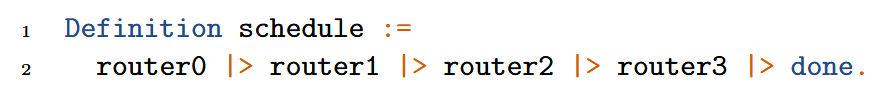 1 Definition schedule :=
2 router0 |> router1 |> router2 |> router3 |> done.